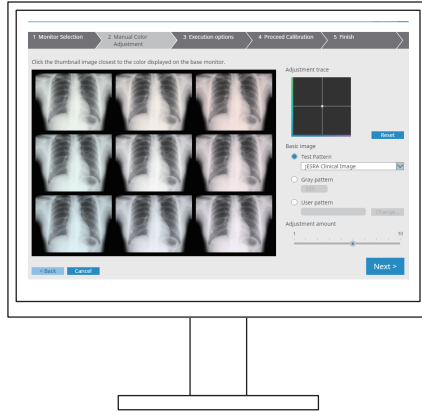 1 Monitor Selection
2 Manual Color
Adjustment
3 Execution options
4 Proceed Calibration
5 Finish
Click the thumbnail image closest to the color displayed on the base monitor.
Adjustment trace
Reset
Basic image
Test Pattern
JESRA Clinical Image
Gray pattern
User pattern
Change...
Adjustment amount
1
10
< Back
Cancel
Next >